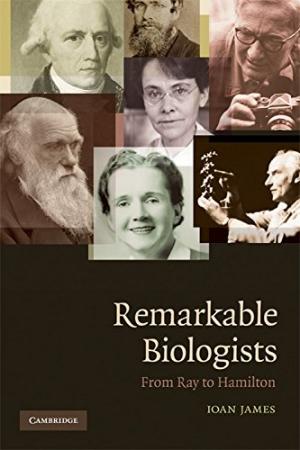 Remarkable
Biologists
From Ray to Hamilton
IOAN JAMES
CAMBRIDGE